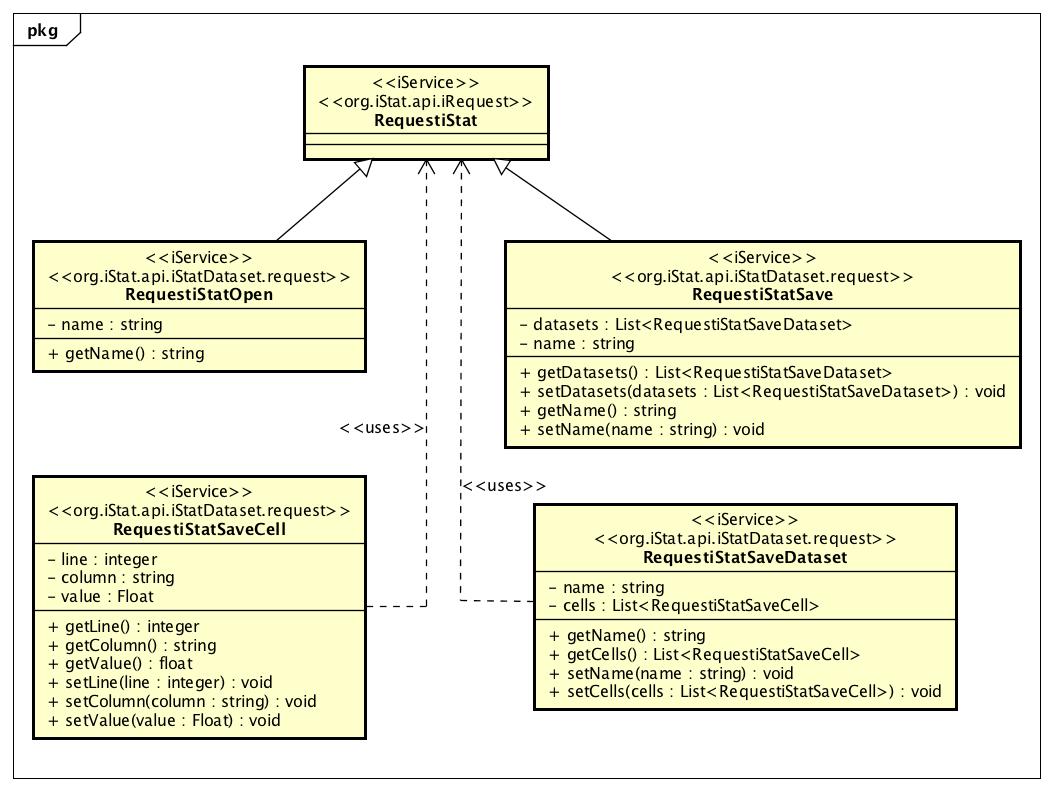 pkg
<<iService>>
<<org.iStat.api.iRequest>>
RequestiStat
<<iService>>
<<org.iStat.api.iStatDataset.request>>
RequestiStatOpen
- name : string
+ getName() : string
<<iService>>
<<org.iStat.api.iStatDataset.request>>
RequestiStatSave
- datasets : List<RequestiStatSaveDataset>
- name : string
+ getDatasets() : List<RequestiStatSaveDataset>
+ setDatasets(datasets : List<RequestiStatSaveDataset>) : void
+ getName() : string
+ setName(name : string) : void
<<uses>>
<<uses>>
<<iService>>
<<org.iStat.api.iStatDataset.request>>
RequestiStatSaveCell
- line : integer
- column : string
- value : Float
+ getLine() : integer
+ getColumn() : string
+ getValue() : float
+ setLine(line : integer) : void
+ setColumn(column : string) : void
+ setValue(value : Float) : void
<<iService>>
<<org.iStat.api.iStatDataset.request>>
RequestiStatSaveDataset
- name : string
- cells : List<RequestiStatSaveCell>
+ getName() : string
+ getCells() : List<RequestiStatSaveCell>
+ setName(name : string) : void
+ setCells(cells : List<RequestiStatSaveCell>) : void